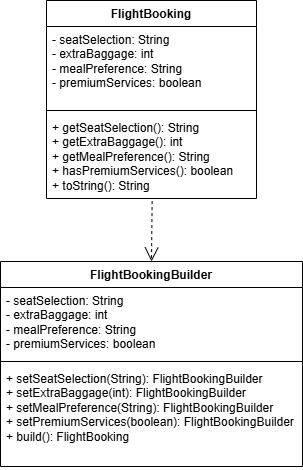 FlightBooking
- seatSelection: String
- extraBaggage: int
- mealPreference: String
- premiumServices: boolean
+ getSeatSelection(): String
+ getExtraBaggage(): int
+ getMealPreference(): String
+ hasPremiumServices(): boolean
+ toString(): String
FlightBookingBuilder
- seatSelection: String
- extraBaggage: int
- mealPreference: String
- premiumServices: boolean
+ setSeatSelection(String): FlightBookingBuilder
+ setExtraBaggage(int): FlightBookingBuilder
+ setMealPreference(String): FlightBookingBuilder
+ setPremiumServices(boolean): FlightBookingBuilder
+ build(): FlightBooking